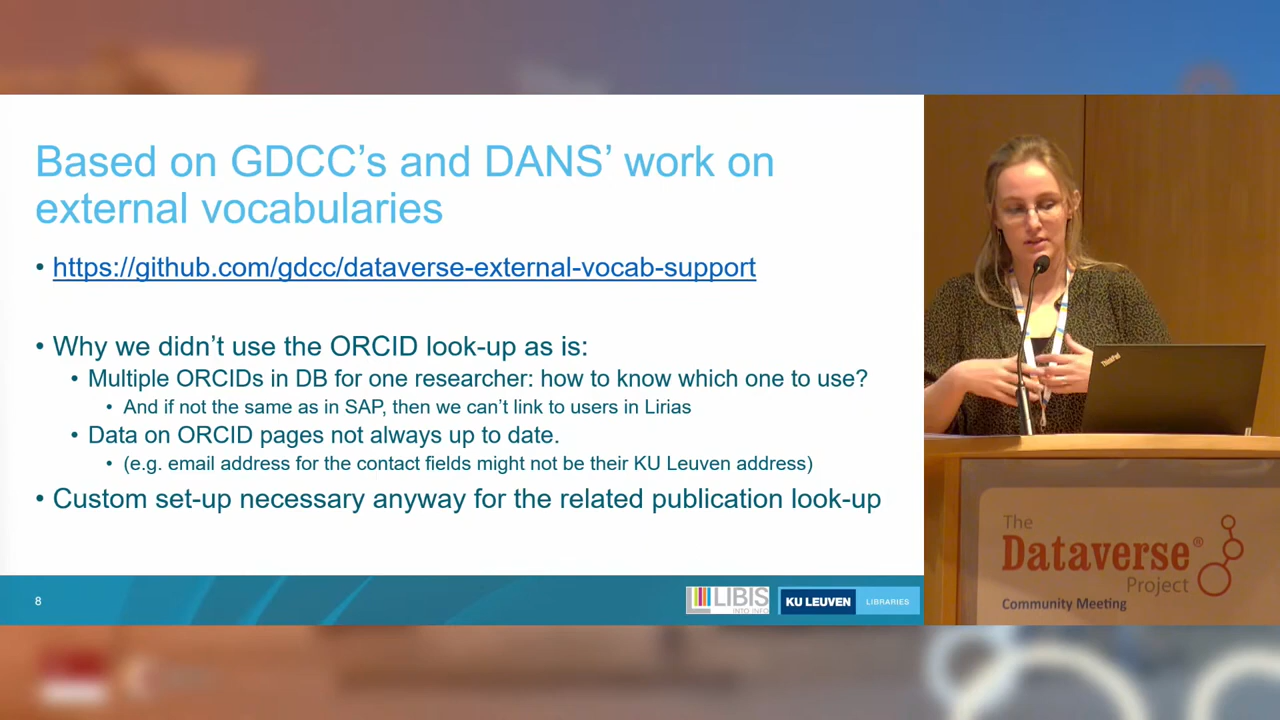 Based on GDCC’s and DANS’ work on
external vocabularies
• https://github.com/gdcc/dataverse-external-vocab-support
• Why we didn’t use the ORCID look-up as is:
• Multiple ORCIDs in DB for one researcher: how to know which one to use?
• And if not the same as in SAP, then we can’t link to users in Lirias
• Data on ORCID pages not always up to date.
• (e.g. email address for the contact fields might not be their KU Leuven address)
• Custom set-up necessary anyway for the related publication look-up
8
LIBIS
INTO INFO
KU LEUVEN
LIBRARIES
ThinkPad
The
Dataverse®
Project
Community Meeting